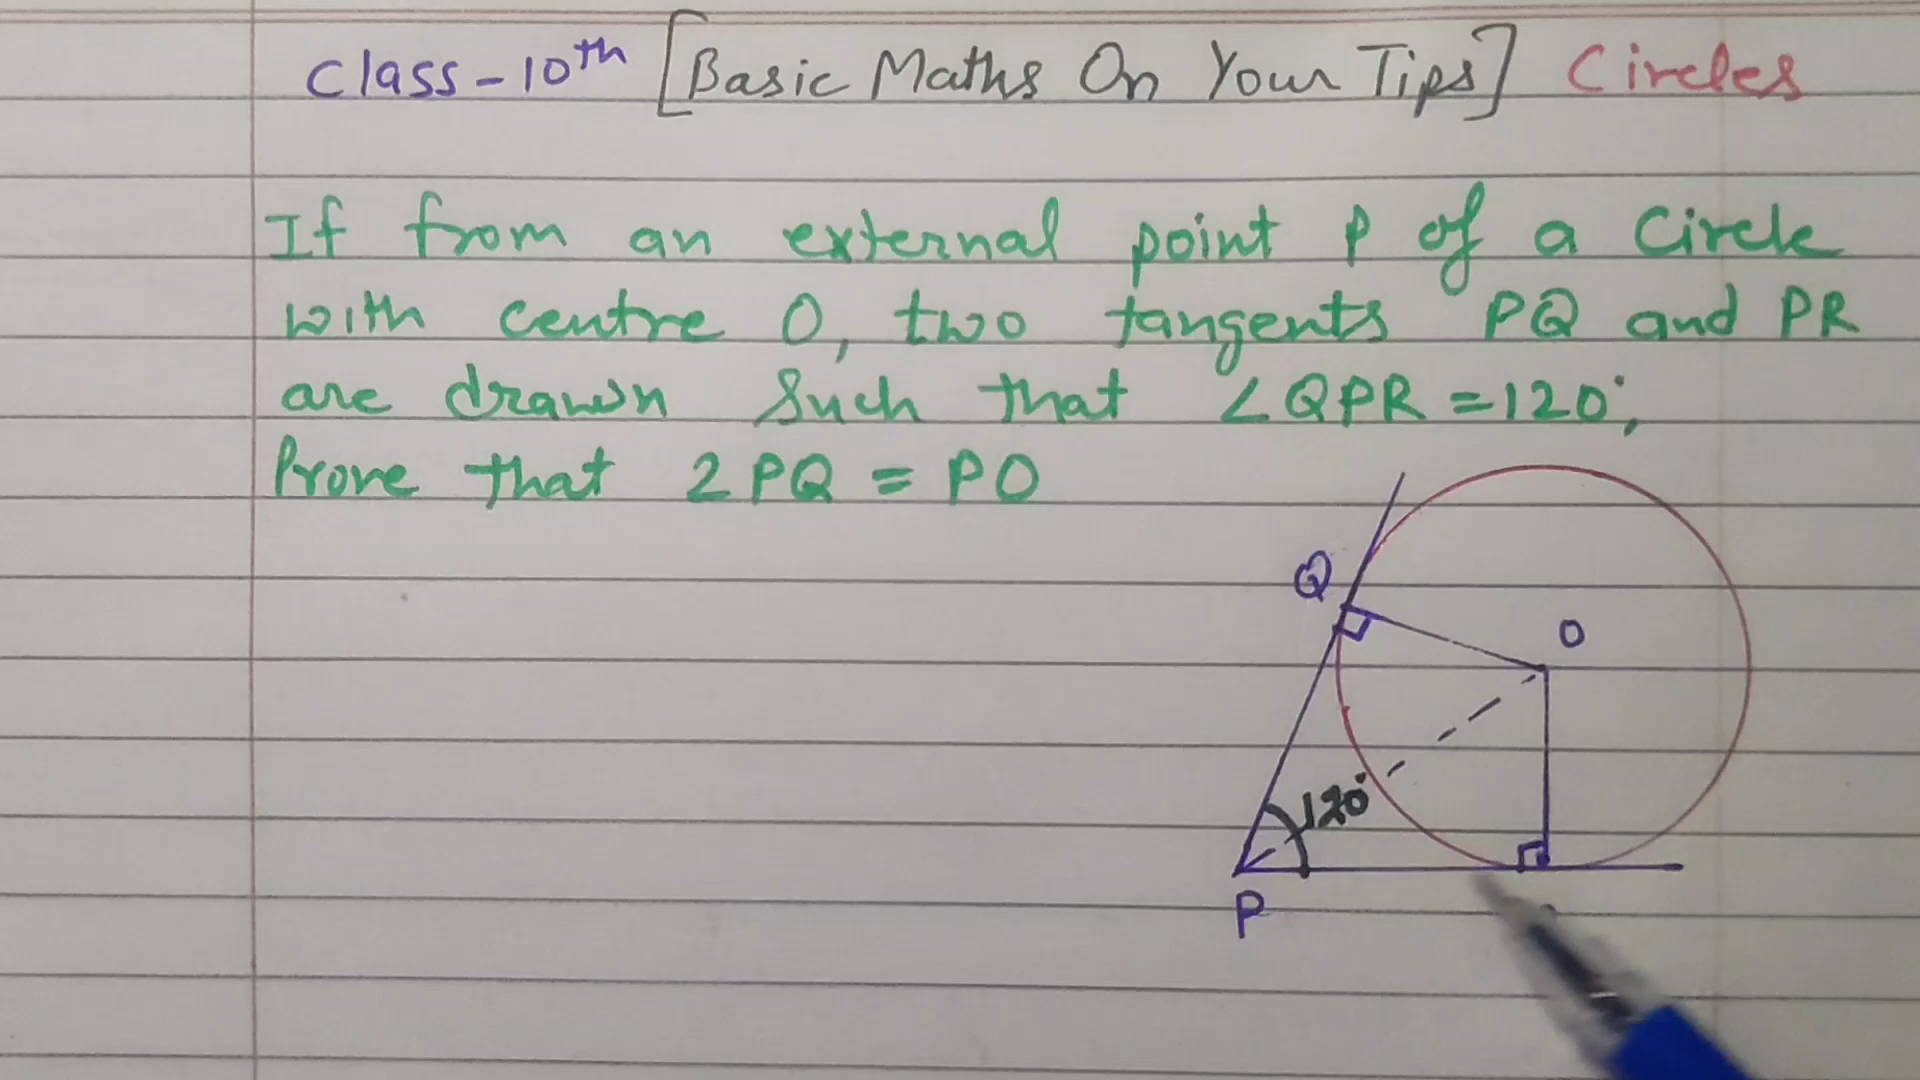 Class-10th [Basic Maths On Your Tips] Circles
If from an external point P of a Circle
with centre O, two tangents PQ and PR
are drawn Such that ∠QPR = 120°,
Prove that 2PQ = PO
Q
O
120°
P